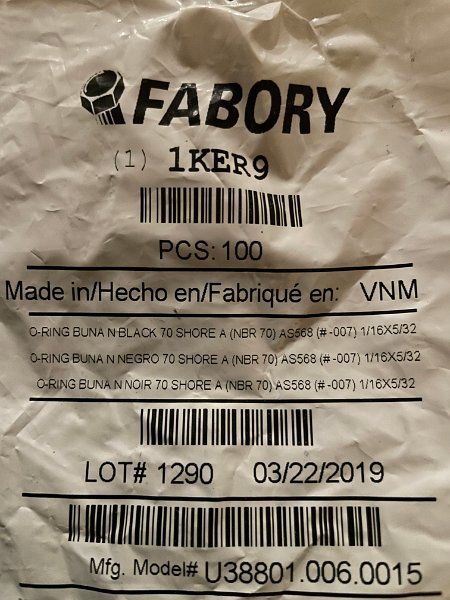 FABORY
(1) 1KER9
PCS: 100
Made in/Hecho en/Fabriqué en: VNM
O-RING BUNA N BLACK 70 SHORE A (NBR 70) AS568 (# -007) 1/16X5/32
O-RING BUNA N NEGRO 70 SHORE A (NBR 70) AS568 (# -007) 1/16X5/32
O-RING BUNA N NOIR 70 SHORE A (NBR 70) AS568 (# -007) 1/16X5/32
LOT# 1290 03/22/2019
Mfg. Model# U38801.006.0015